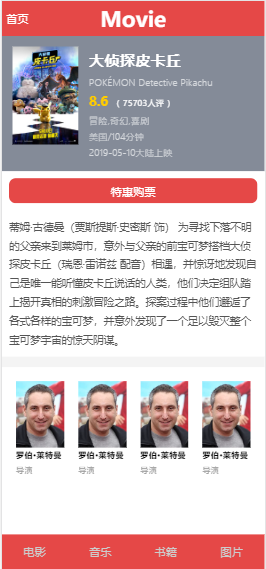 首页 Movie
大侦探皮卡丘
POKÉMON Detective Pikachu
8.6 ( 75703人评 )
冒险,奇幻,喜剧
美国/104分钟
2019-05-10大陆上映
特惠购票
蒂姆·古德曼（贾斯提斯·史密斯 饰） 为寻找下落不明
的父亲来到莱姆市，意外与父亲的前宝可梦搭档大侦
探皮卡丘（瑞恩·雷诺兹 配音）相遇，并惊讶地发现自
己是唯一能听懂皮卡丘说话的人类，他们决定组队踏
上揭开真相的刺激冒险之路。探案过程中他们邂逅了
各式各样的宝可梦，并意外发现了一个足以毁灭整个
宝可梦宇宙的惊天阴谋。
罗伯·莱特曼 罗伯·莱特曼 罗伯·莱特曼 罗伯·莱特曼
导演 导演 导演 导演
电影 音乐 书籍 图片